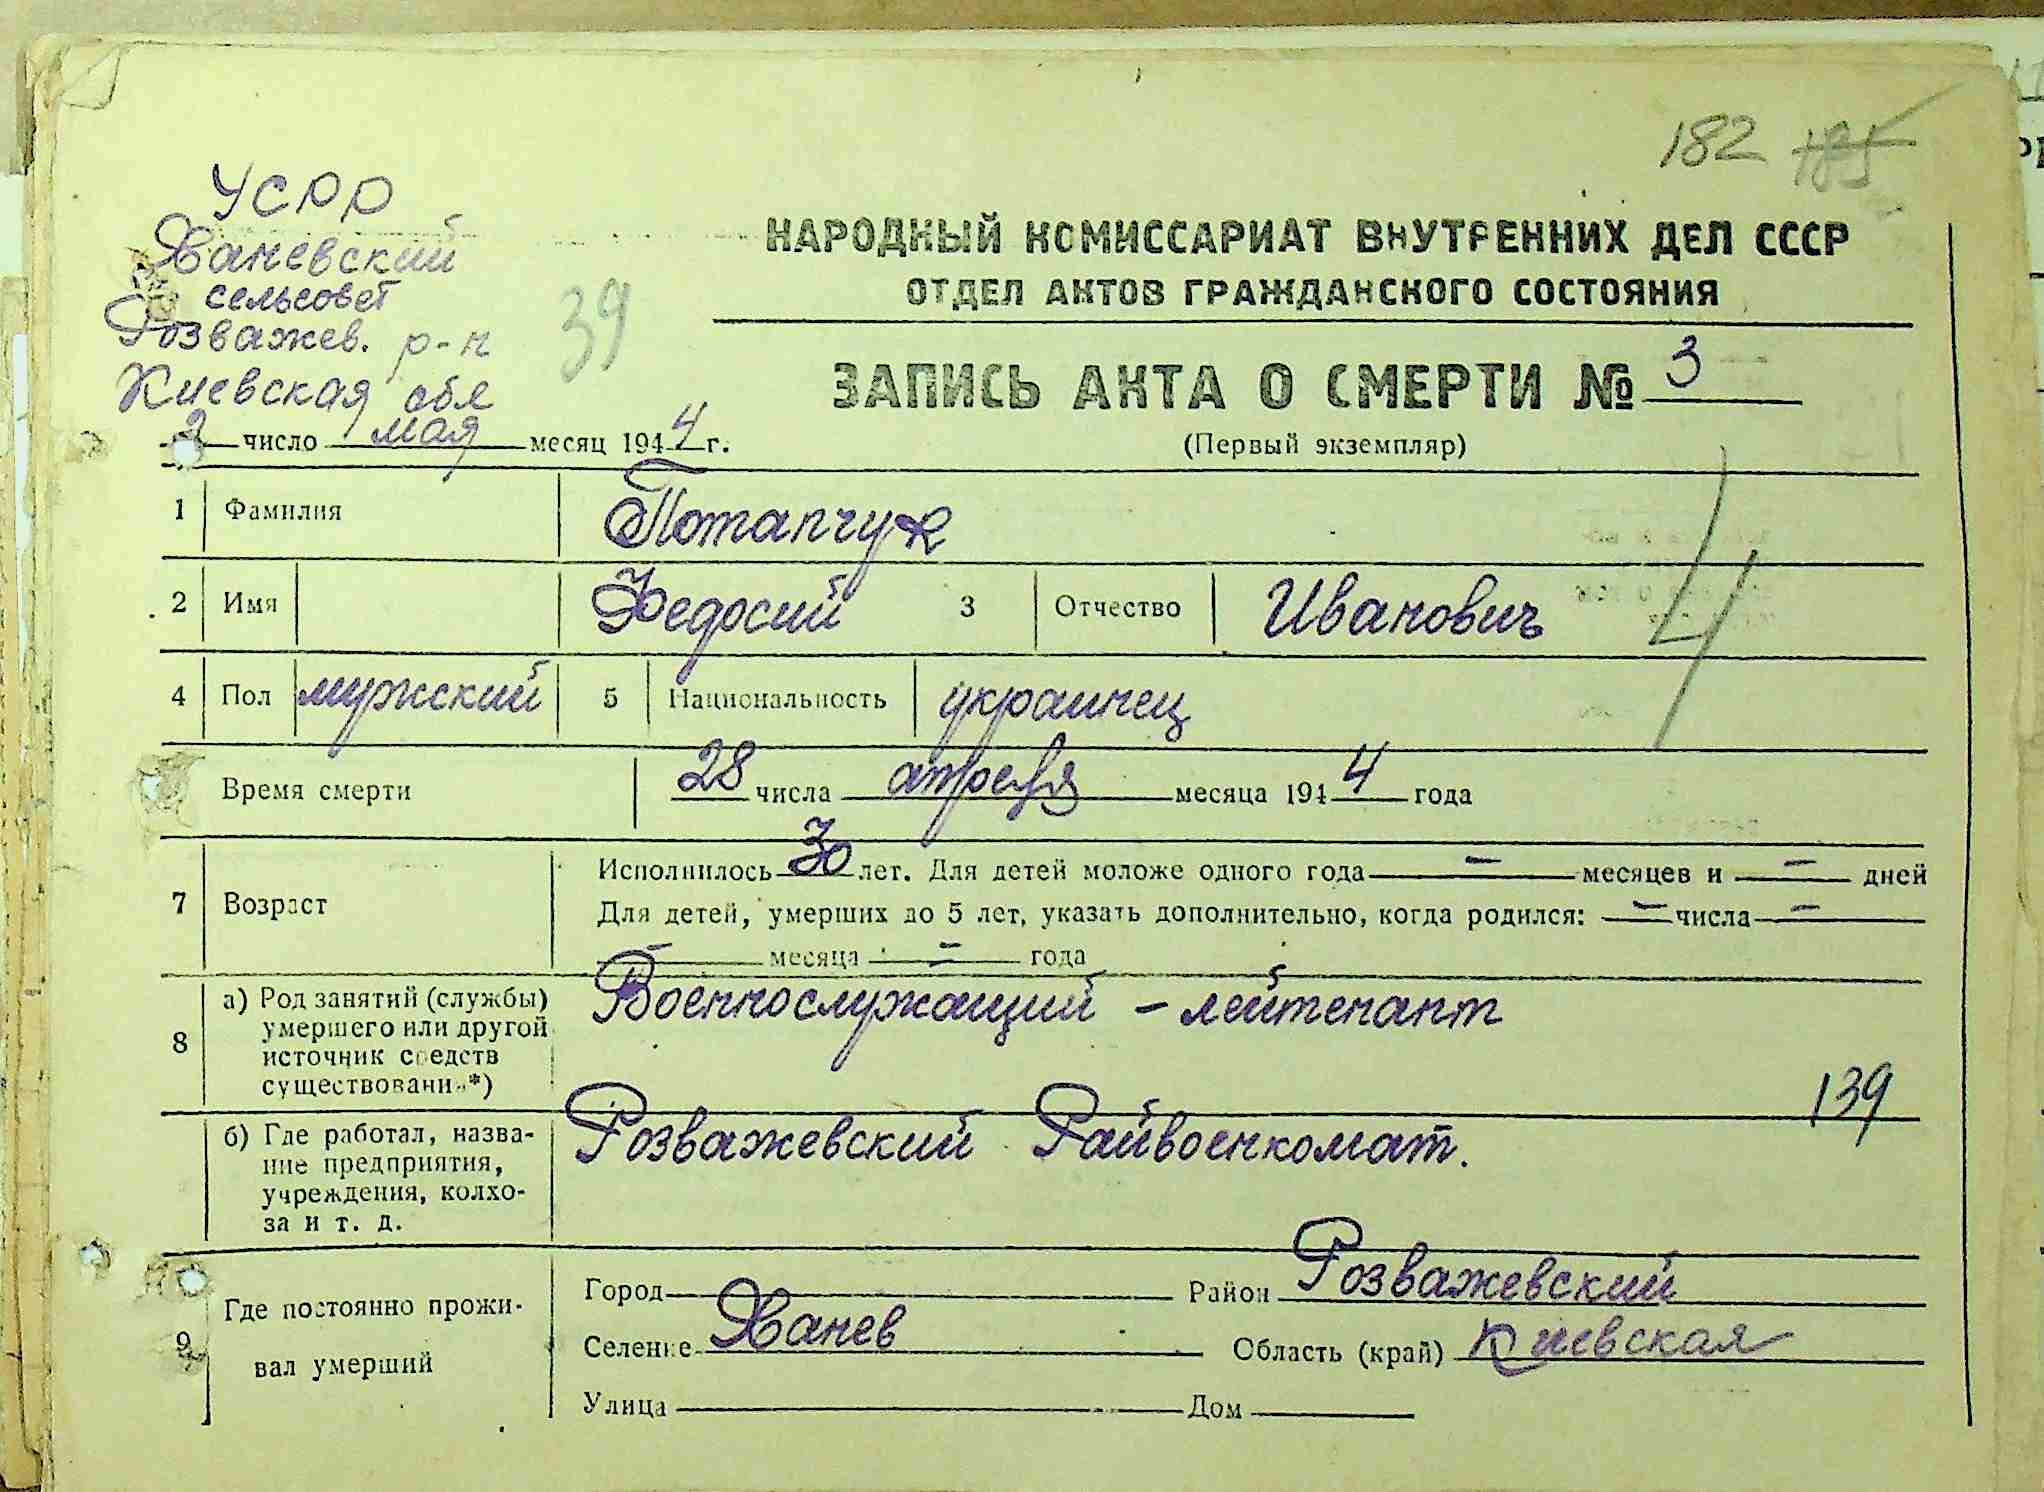 182 185
УСРР
Ханевский
сельсовет
Розважев. р-н
Киевская обл
39
НАРОДНЫЙ КОМИССАРИАТ ВНУТРЕННИХ ДЕЛ СССР
ОТДЕЛ АКТОВ ГРАЖДАНСКОГО СОСТОЯНИЯ
ЗАПИСЬ АКТА О СМЕРТИ № 3
2 число мая месяц 1944 г.
(Первый экземпляр)
1 Фамилия Потапчук
2 Имя Федосий 3 Отчество Иванович
4 Пол мужский 5 Национальность украинец
Время смерти 28 числа апреля месяца 1944 года
7 Возраст
Исполнилось 30 лет. Для детей моложе одного года — месяцев и — дней
Для детей, умерших до 5 лет, указать дополнительно, когда родился: — числа —
— месяца — года
8 а) Род занятий (службы)
умершего или другой
источник средств
существовани*)
Военнослужащий – лейтенант
139
б) Где работал, назва-
ние предприятия,
учреждения, колхо-
за и т. д.
Розважевский Райвоенкомат.
9 Где постоянно прожи-
вал умерший
Город Район Розважевский
Селение Ханев Область (край) Киевская
Улица Дом